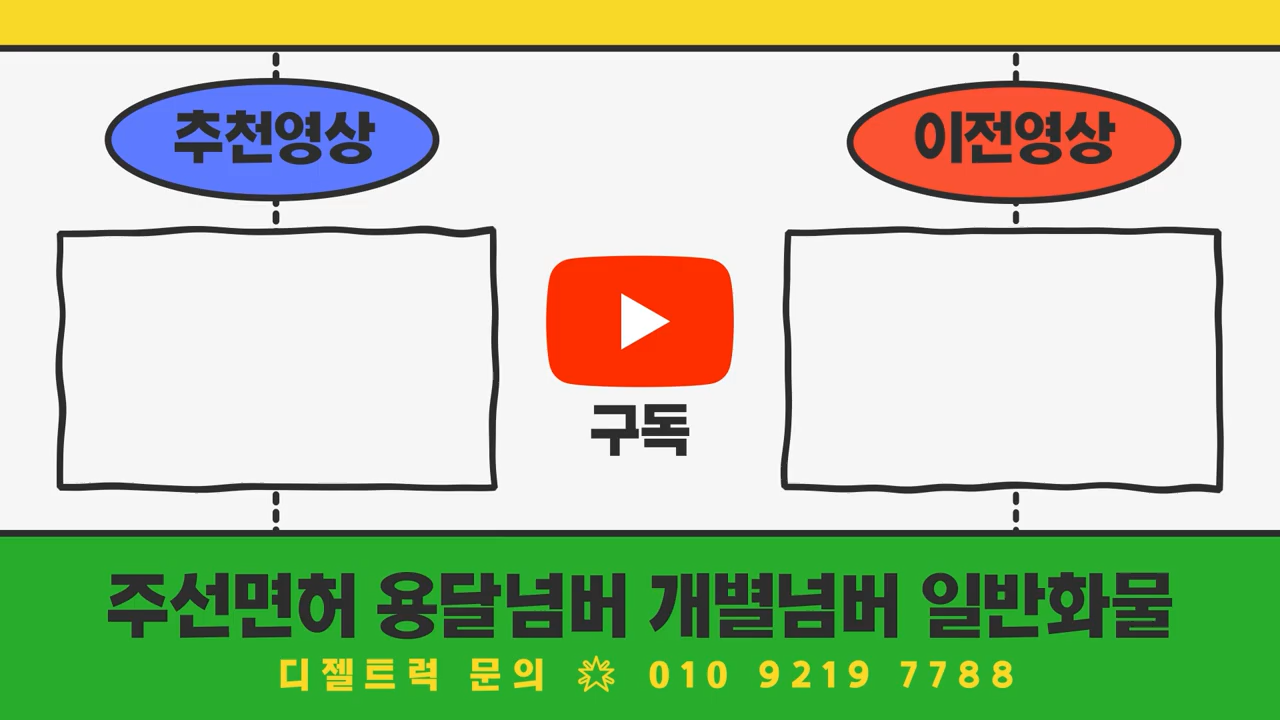 추천영상
이전영상
구독
주선면허 용달넘버 개별넘버 일반화물
디젤트럭 문의 010 9219 7788